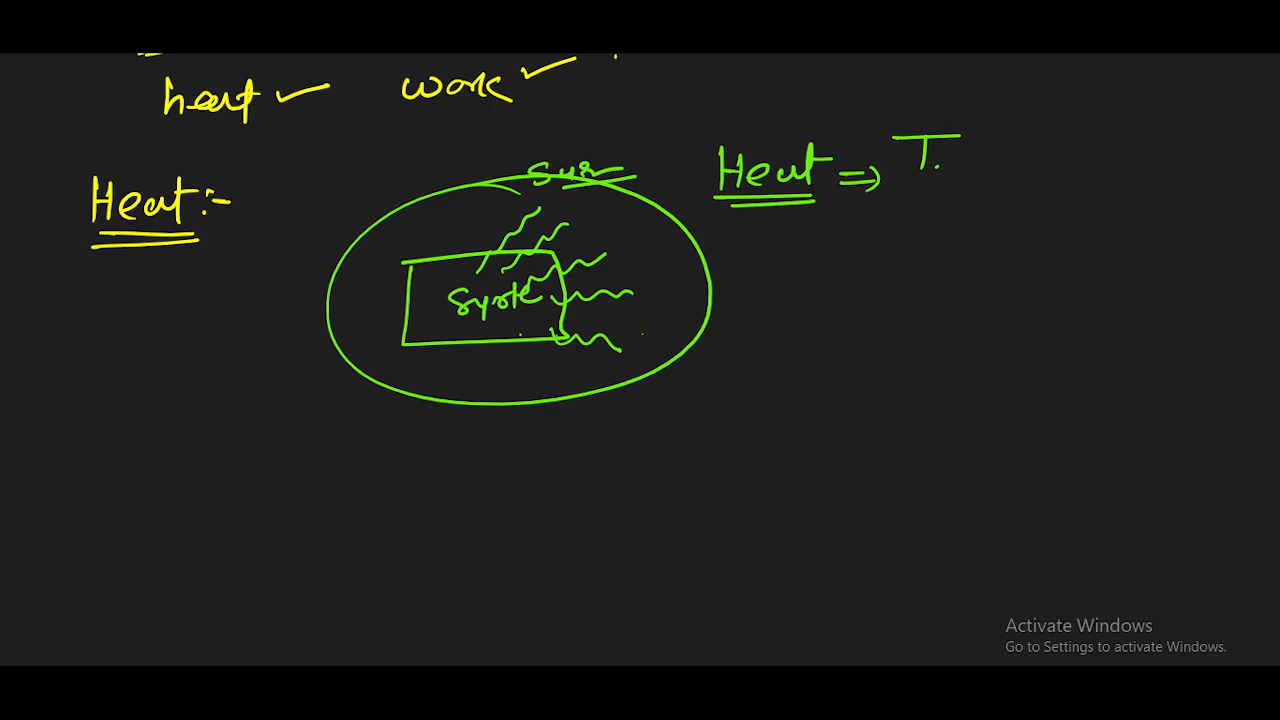 heat ✓ work ✓
Heat :-
Sur
Heat ⇒ T.
Syste
Activate Windows
Go to Settings to activate Windows.